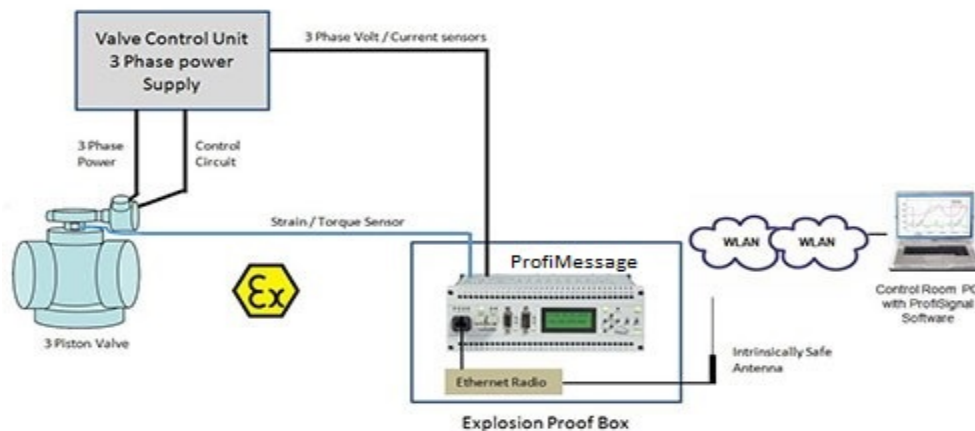 Valve Control Unit
3 Phase power
Supply
3 Phase Volt / Current sensors
3 Phase
Power
Control
Circuit
Strain / Torque Sensor
3 Piston Valve
Ex
ProfiMessage
Ethernet Radio
Explosion Proof Box
WLAN
WLAN
Intrinsically Safe
Antenna
Control Room PC
with ProfiSignal
Software